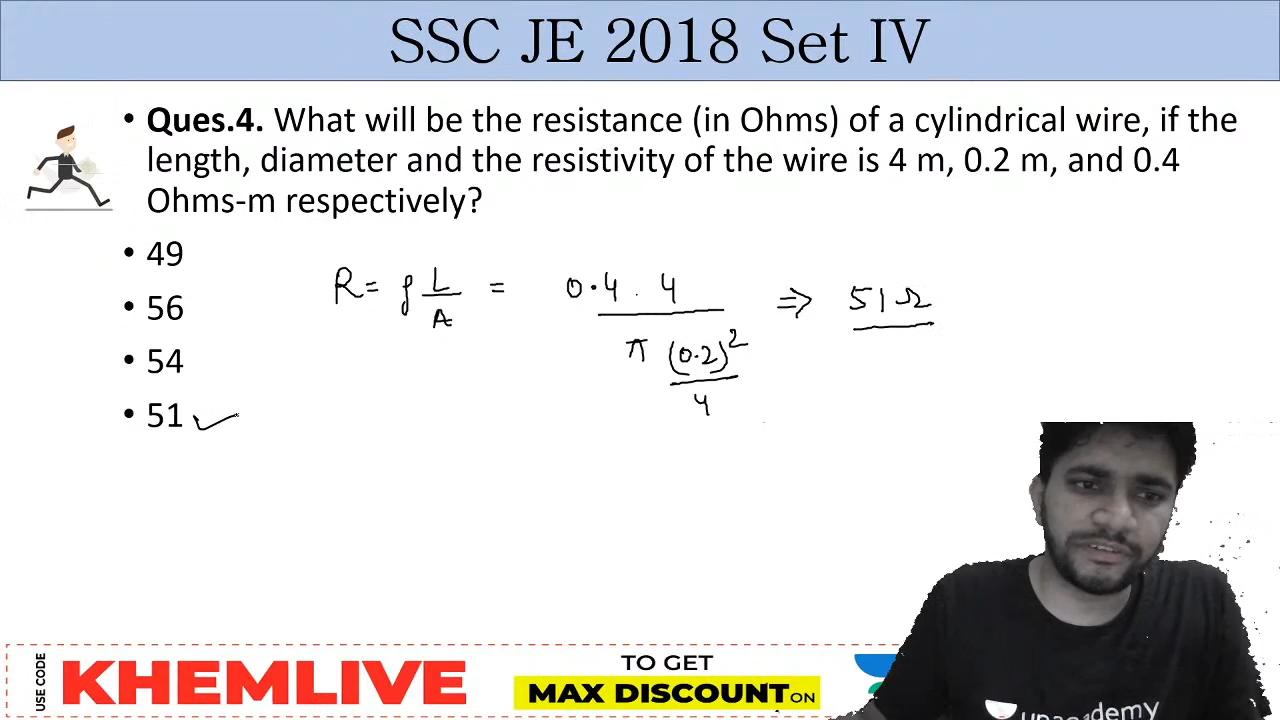 SSC JE 2018 Set IV
• Ques.4. What will be the resistance (in Ohms) of a cylindrical wire, if the
length, diameter and the resistivity of the wire is 4 m, 0.2 m, and 0.4
Ohms-m respectively?
• 49
• 56
• 54
• 51 ✓
R = ρ L/A = 0.4 . 4 / π (0.2)²/4 ⇒ 51Ω
USE CODE
KHEMLIVE
TO GET
MAX DISCOUNT ON
unacademy